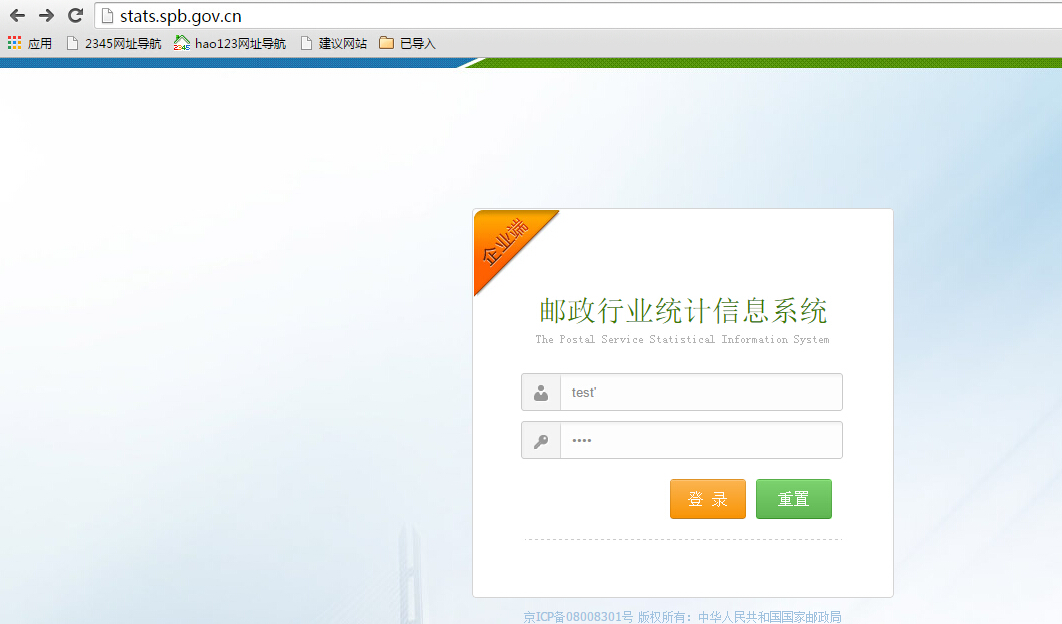 stats.spb.gov.cn
应用 2345网址导航 2345 hao123网址导航 建议网站 已导入
企业端
邮政行业统计信息系统
The Postal Service Statistical Information System
test'
••••
登 录 重置
京ICP备08008301号 版权所有：中华人民共和国国家邮政局